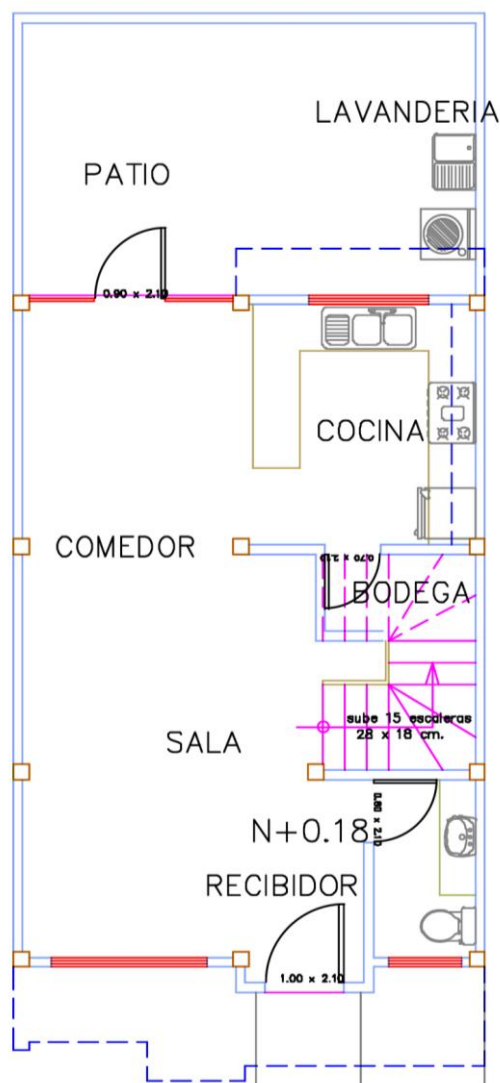 LAVANDERIA
PATIO
0.90 x 2.10
COCINA
COMEDOR
0.70 x 2.10
BODEGA
sube 15 escaleras
28 x 18 cm.
SALA
N+0.18
0.80 x 2.10
RECIBIDOR
1.00 x 2.10